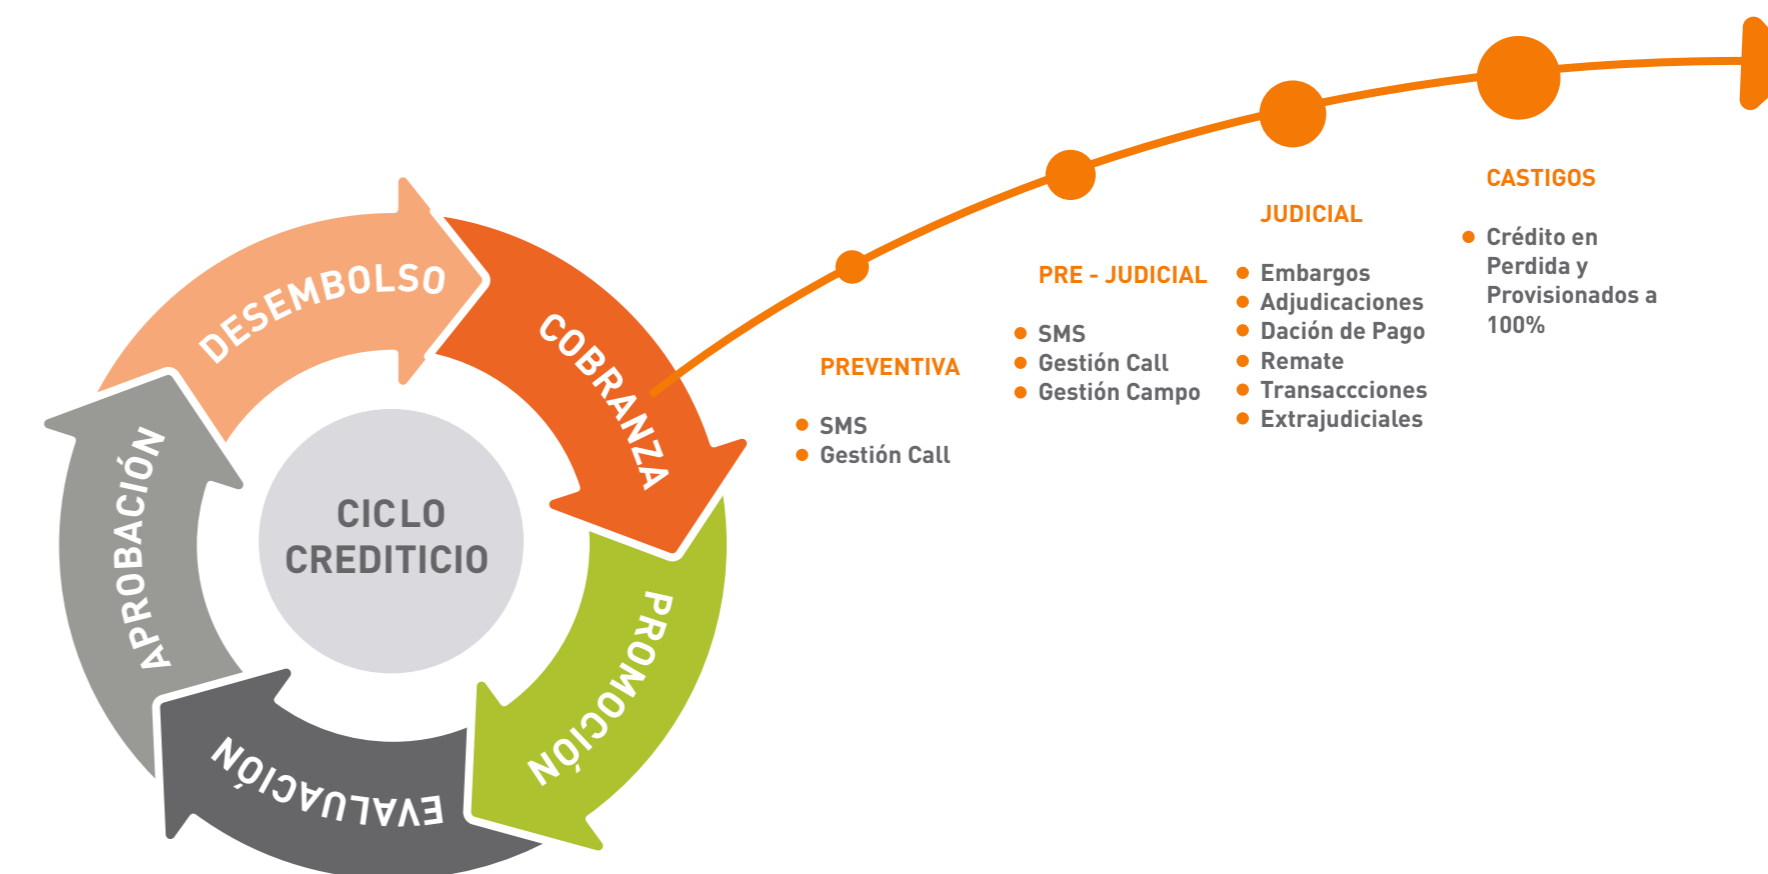 DESEMBOLSO
COBRANZA
PROMOCIÓN
EVALUACIÓN
APROBACIÓN
CICLO
CREDITICIO
PREVENTIVA
SMS
Gestión Call
PRE - JUDICIAL
SMS
Gestión Call
Gestión Campo
JUDICIAL
Embargos
Adjudicaciones
Dación de Pago
Remate
Transaccciones
Extrajudiciales
CASTIGOS
Crédito en
Perdida y
Provisionados a
100%